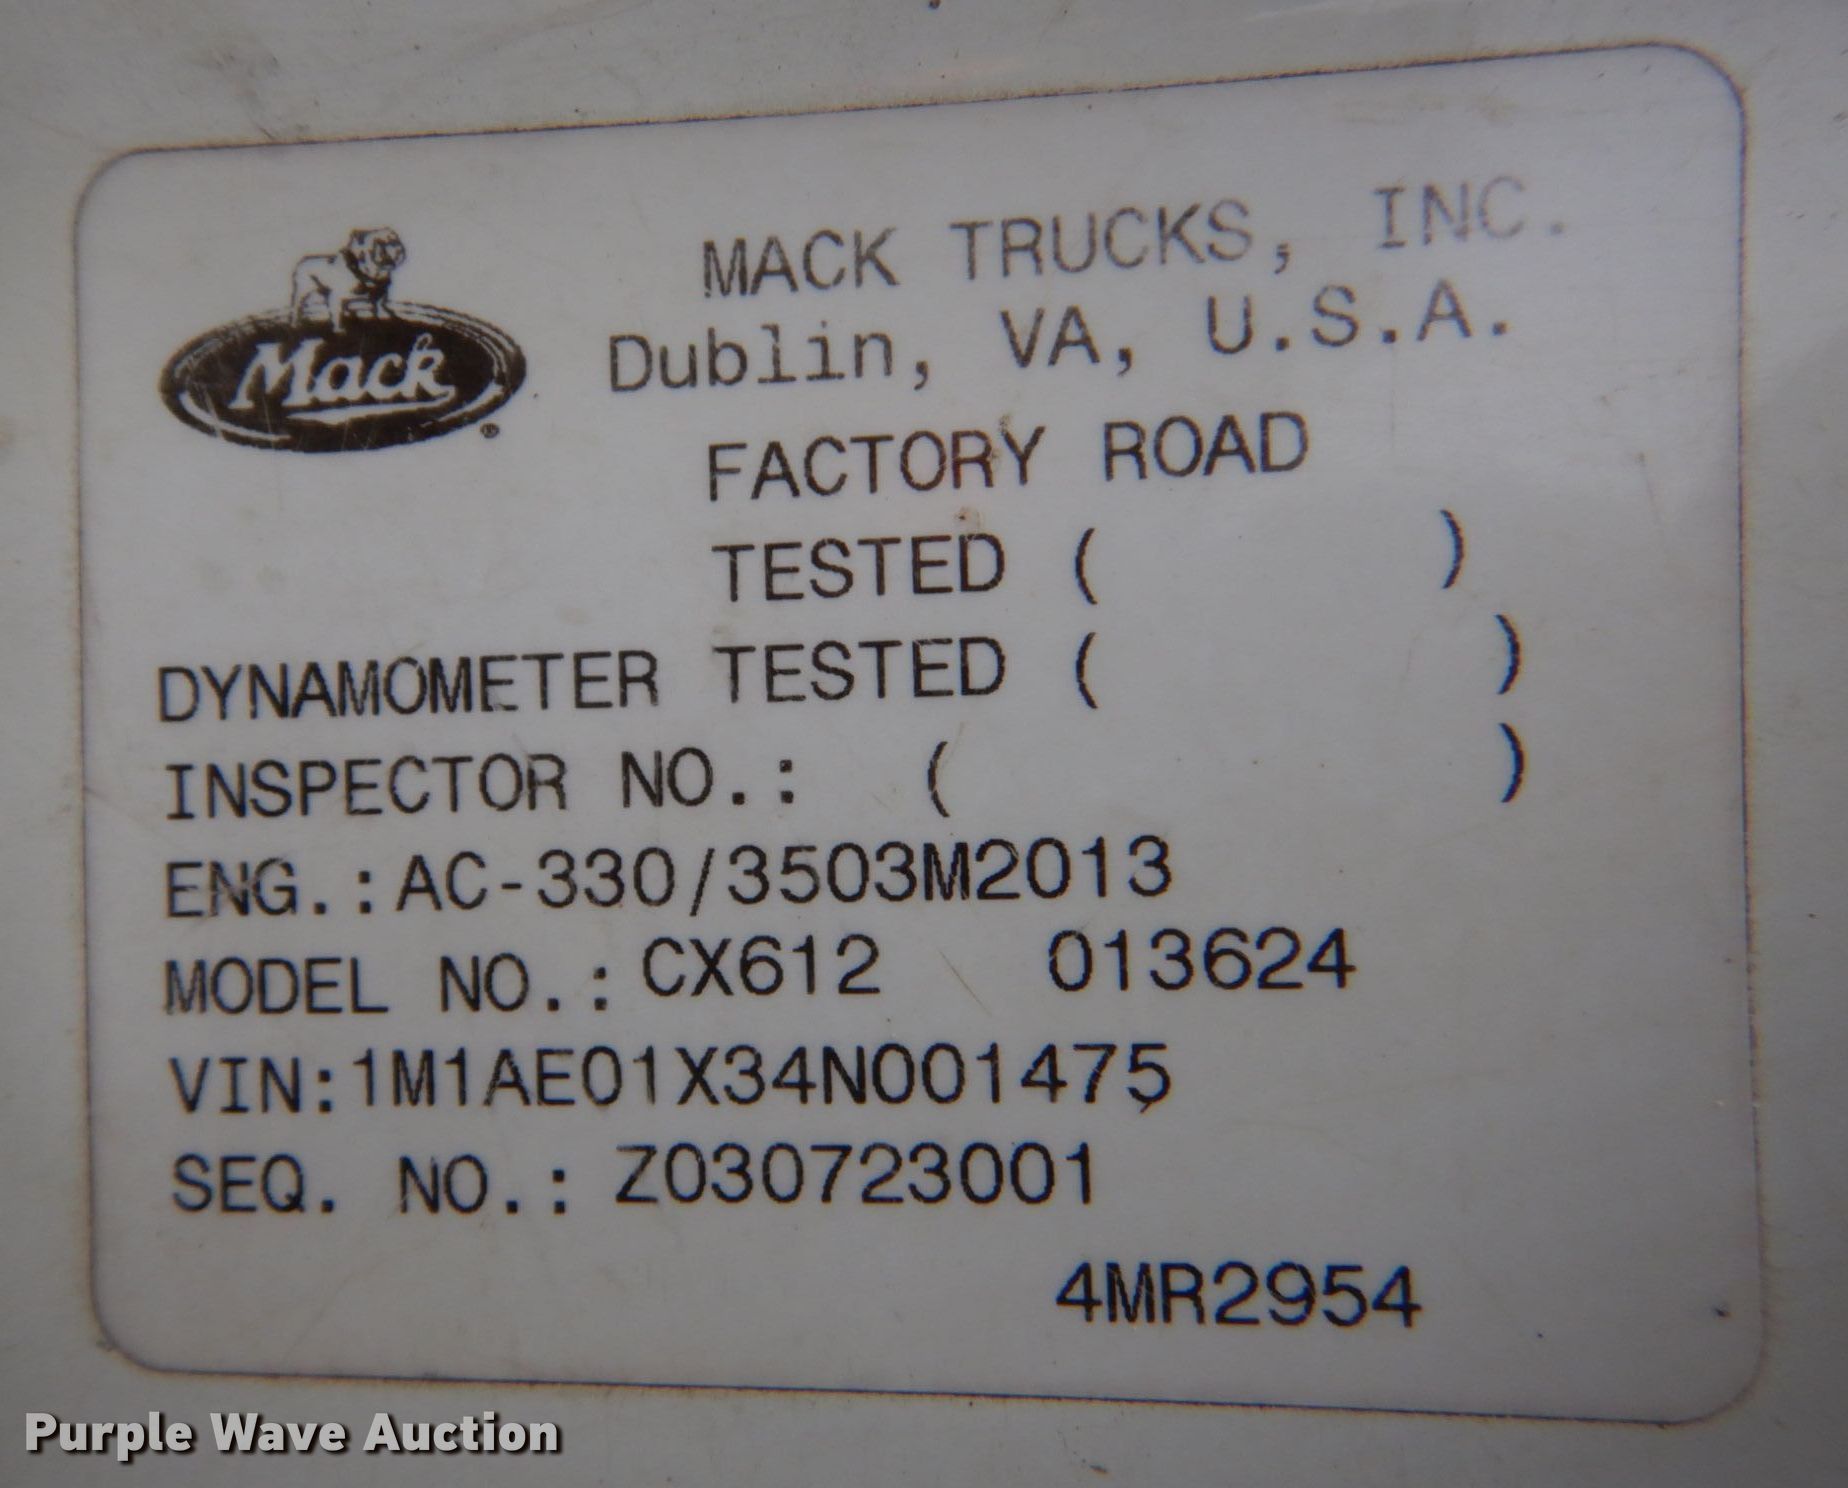 Mack
MACK TRUCKS, INC.
Dublin, VA, U.S.A.
FACTORY ROAD
TESTED ( )
DYNAMOMETER TESTED ( )
INSPECTOR NO.: ( )
ENG.:AC-330/3503M2013
MODEL NO.:CX612 013624
VIN:1M1AE01X34N001475
SEQ. NO.: Z030723001
4MR2954
Purple Wave Auction